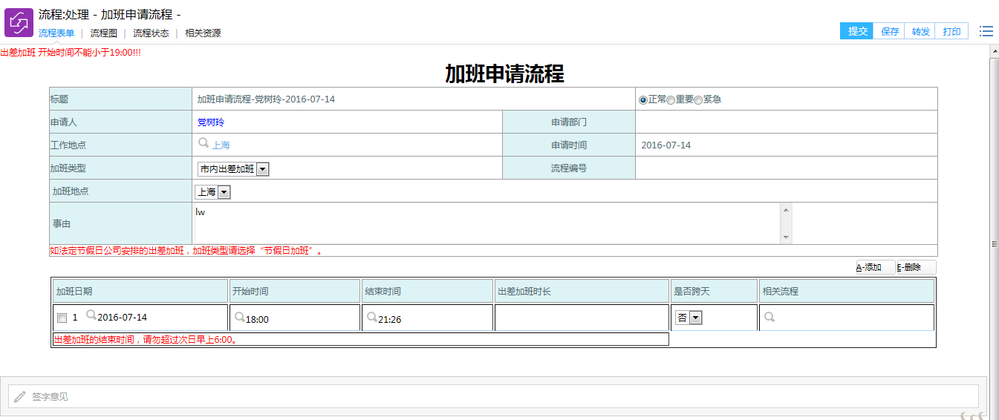 流程:处理 - 加班申请流程 -
流程表单 | 流程图 | 流程状态 | 相关资源
提交 保存 转发 打印
出差加班 开始时间不能小于19:00!!!
加班申请流程
标题 加班申请流程-党树玲-2016-07-14 正常 重要 紧急
申请人 党树玲 申请部门
工作地点 上海 申请时间 2016-07-14
加班类型 市内出差加班 流程编号
加班地点 上海
事由 lw
如法定节假日公司安排的出差加班，加班类型请选择“节假日加班”。
A-添加 E-删除
加班日期 开始时间 结束时间 出差加班时长 是否跨天 相关流程
1 2016-07-14 18:00 21:26 否
出差加班的结束时间，请勿超过次日早上6:00。
签字意见